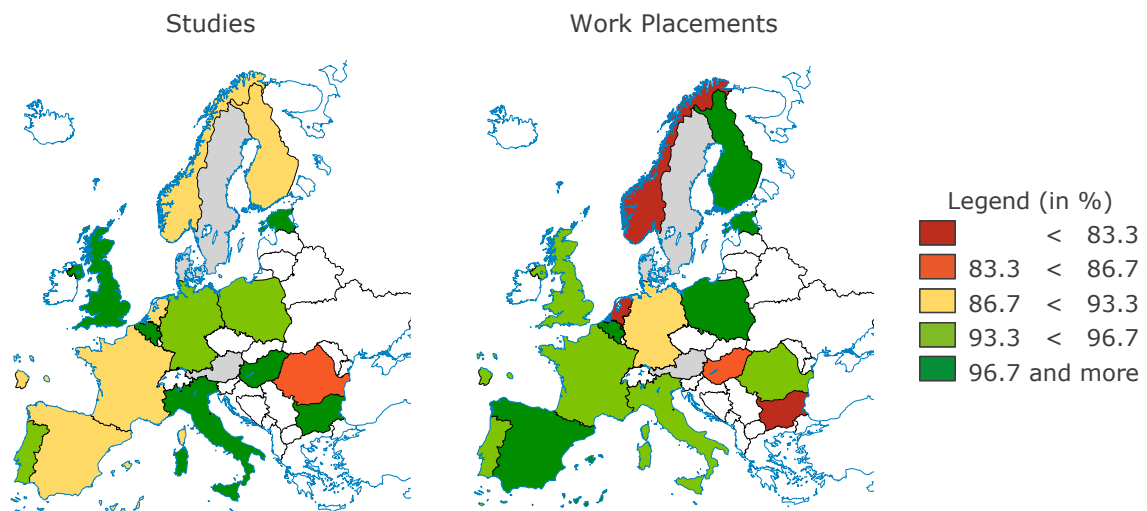 Studies
Work Placements
Legend (in %)
< 83.3
83.3 < 86.7
86.7 < 93.3
93.3 < 96.7
96.7 and more